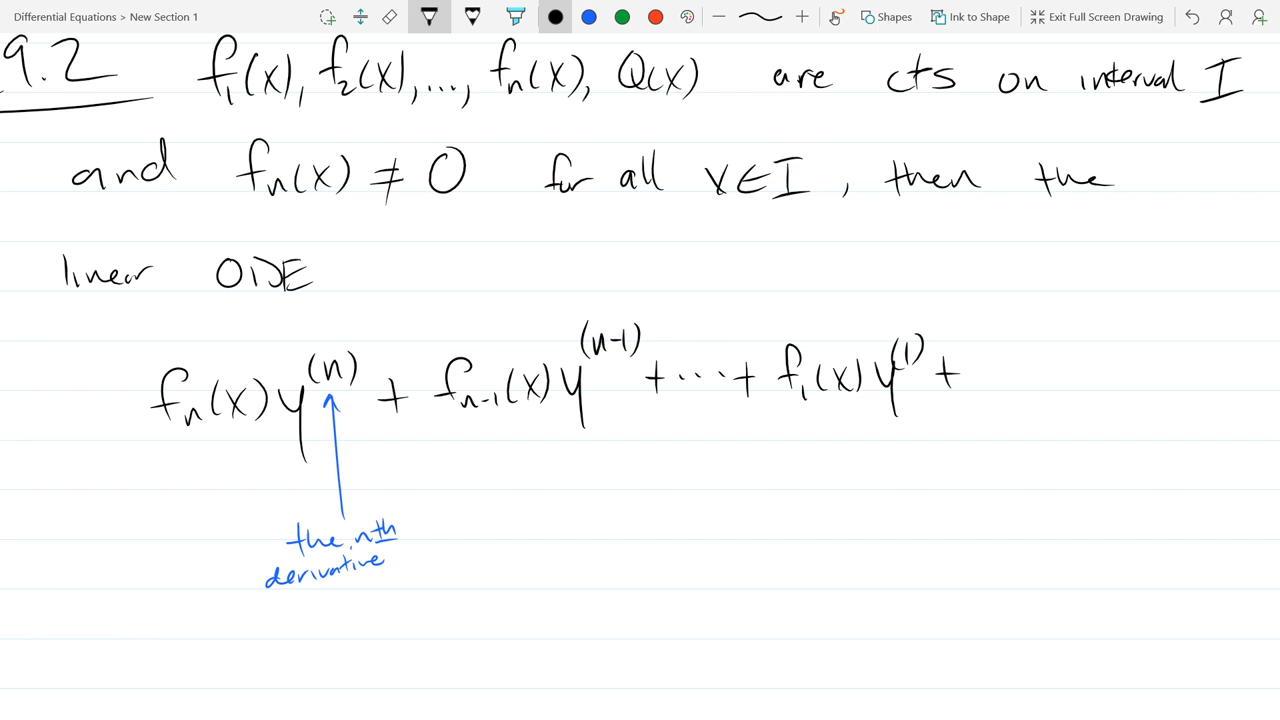 Differential Equations > New Section 1
Shapes
Ink to Shape
Exit Full Screen Drawing
9.2 f₁(x), f₂(x), ..., fₙ(x), Q(x) are cts on interval I
and fₙ(x) ≠ 0 for all x∈I, then the
linear ODE
fₙ(x)y⁽ⁿ⁾ + fₙ₋₁(x)y⁽ⁿ⁻¹⁾ + ... + f₁(x)y⁽¹⁾ +
the nth
derivative